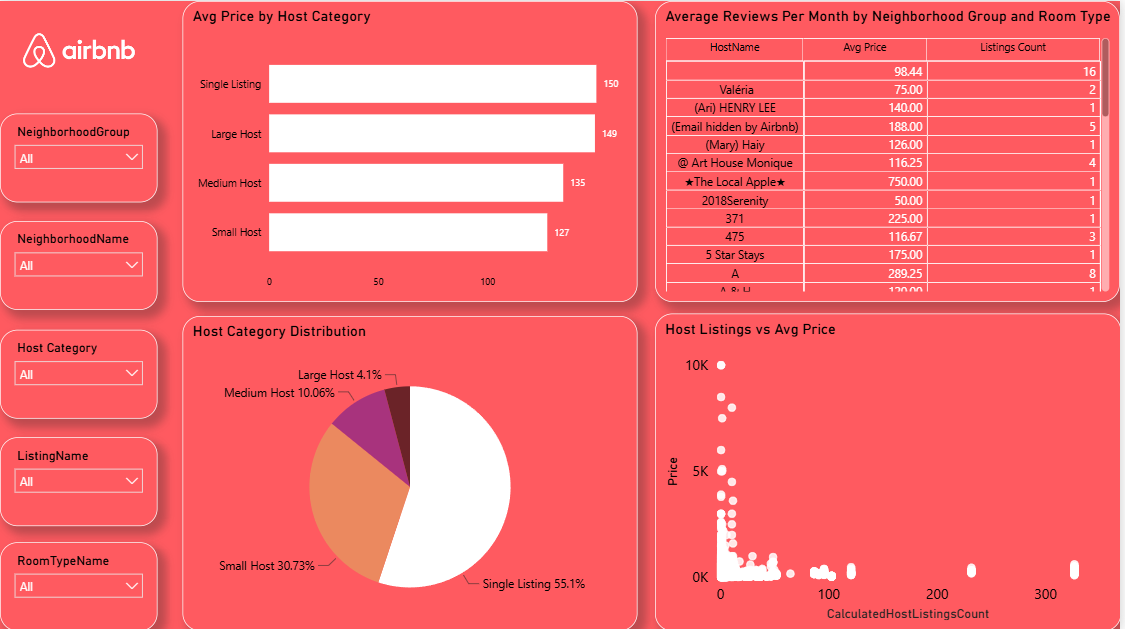 airbnb
NeighborhoodGroup
All
NeighborhoodName
All
Host Category
All
ListingName
All
RoomTypeName
All
Avg Price by Host Category
Single Listing 150
Large Host 149
Medium Host 135
Small Host 127
0 50 100
Average Reviews Per Month by Neighborhood Group and Room Type
HostName Avg Price Listings Count
98.44 16
Valéria 75.00 2
(Ari) HENRY LEE 140.00 1
(Email hidden by Airbnb) 188.00 5
(Mary) Haiy 126.00 1
@ Art House Monique 116.25 4
★The Local Apple★ 750.00 1
2018Serenity 50.00 1
371 225.00 1
475 116.67 3
5 Star Stays 175.00 1
A 289.25 8
A & H 120.00 1
Host Category Distribution
Large Host 4.1%
Medium Host 10.06%
Small Host 30.73%
Single Listing 55.1%
Host Listings vs Avg Price
10K
5K
0K
Price
0 100 200 300
CalculatedHostListingsCount